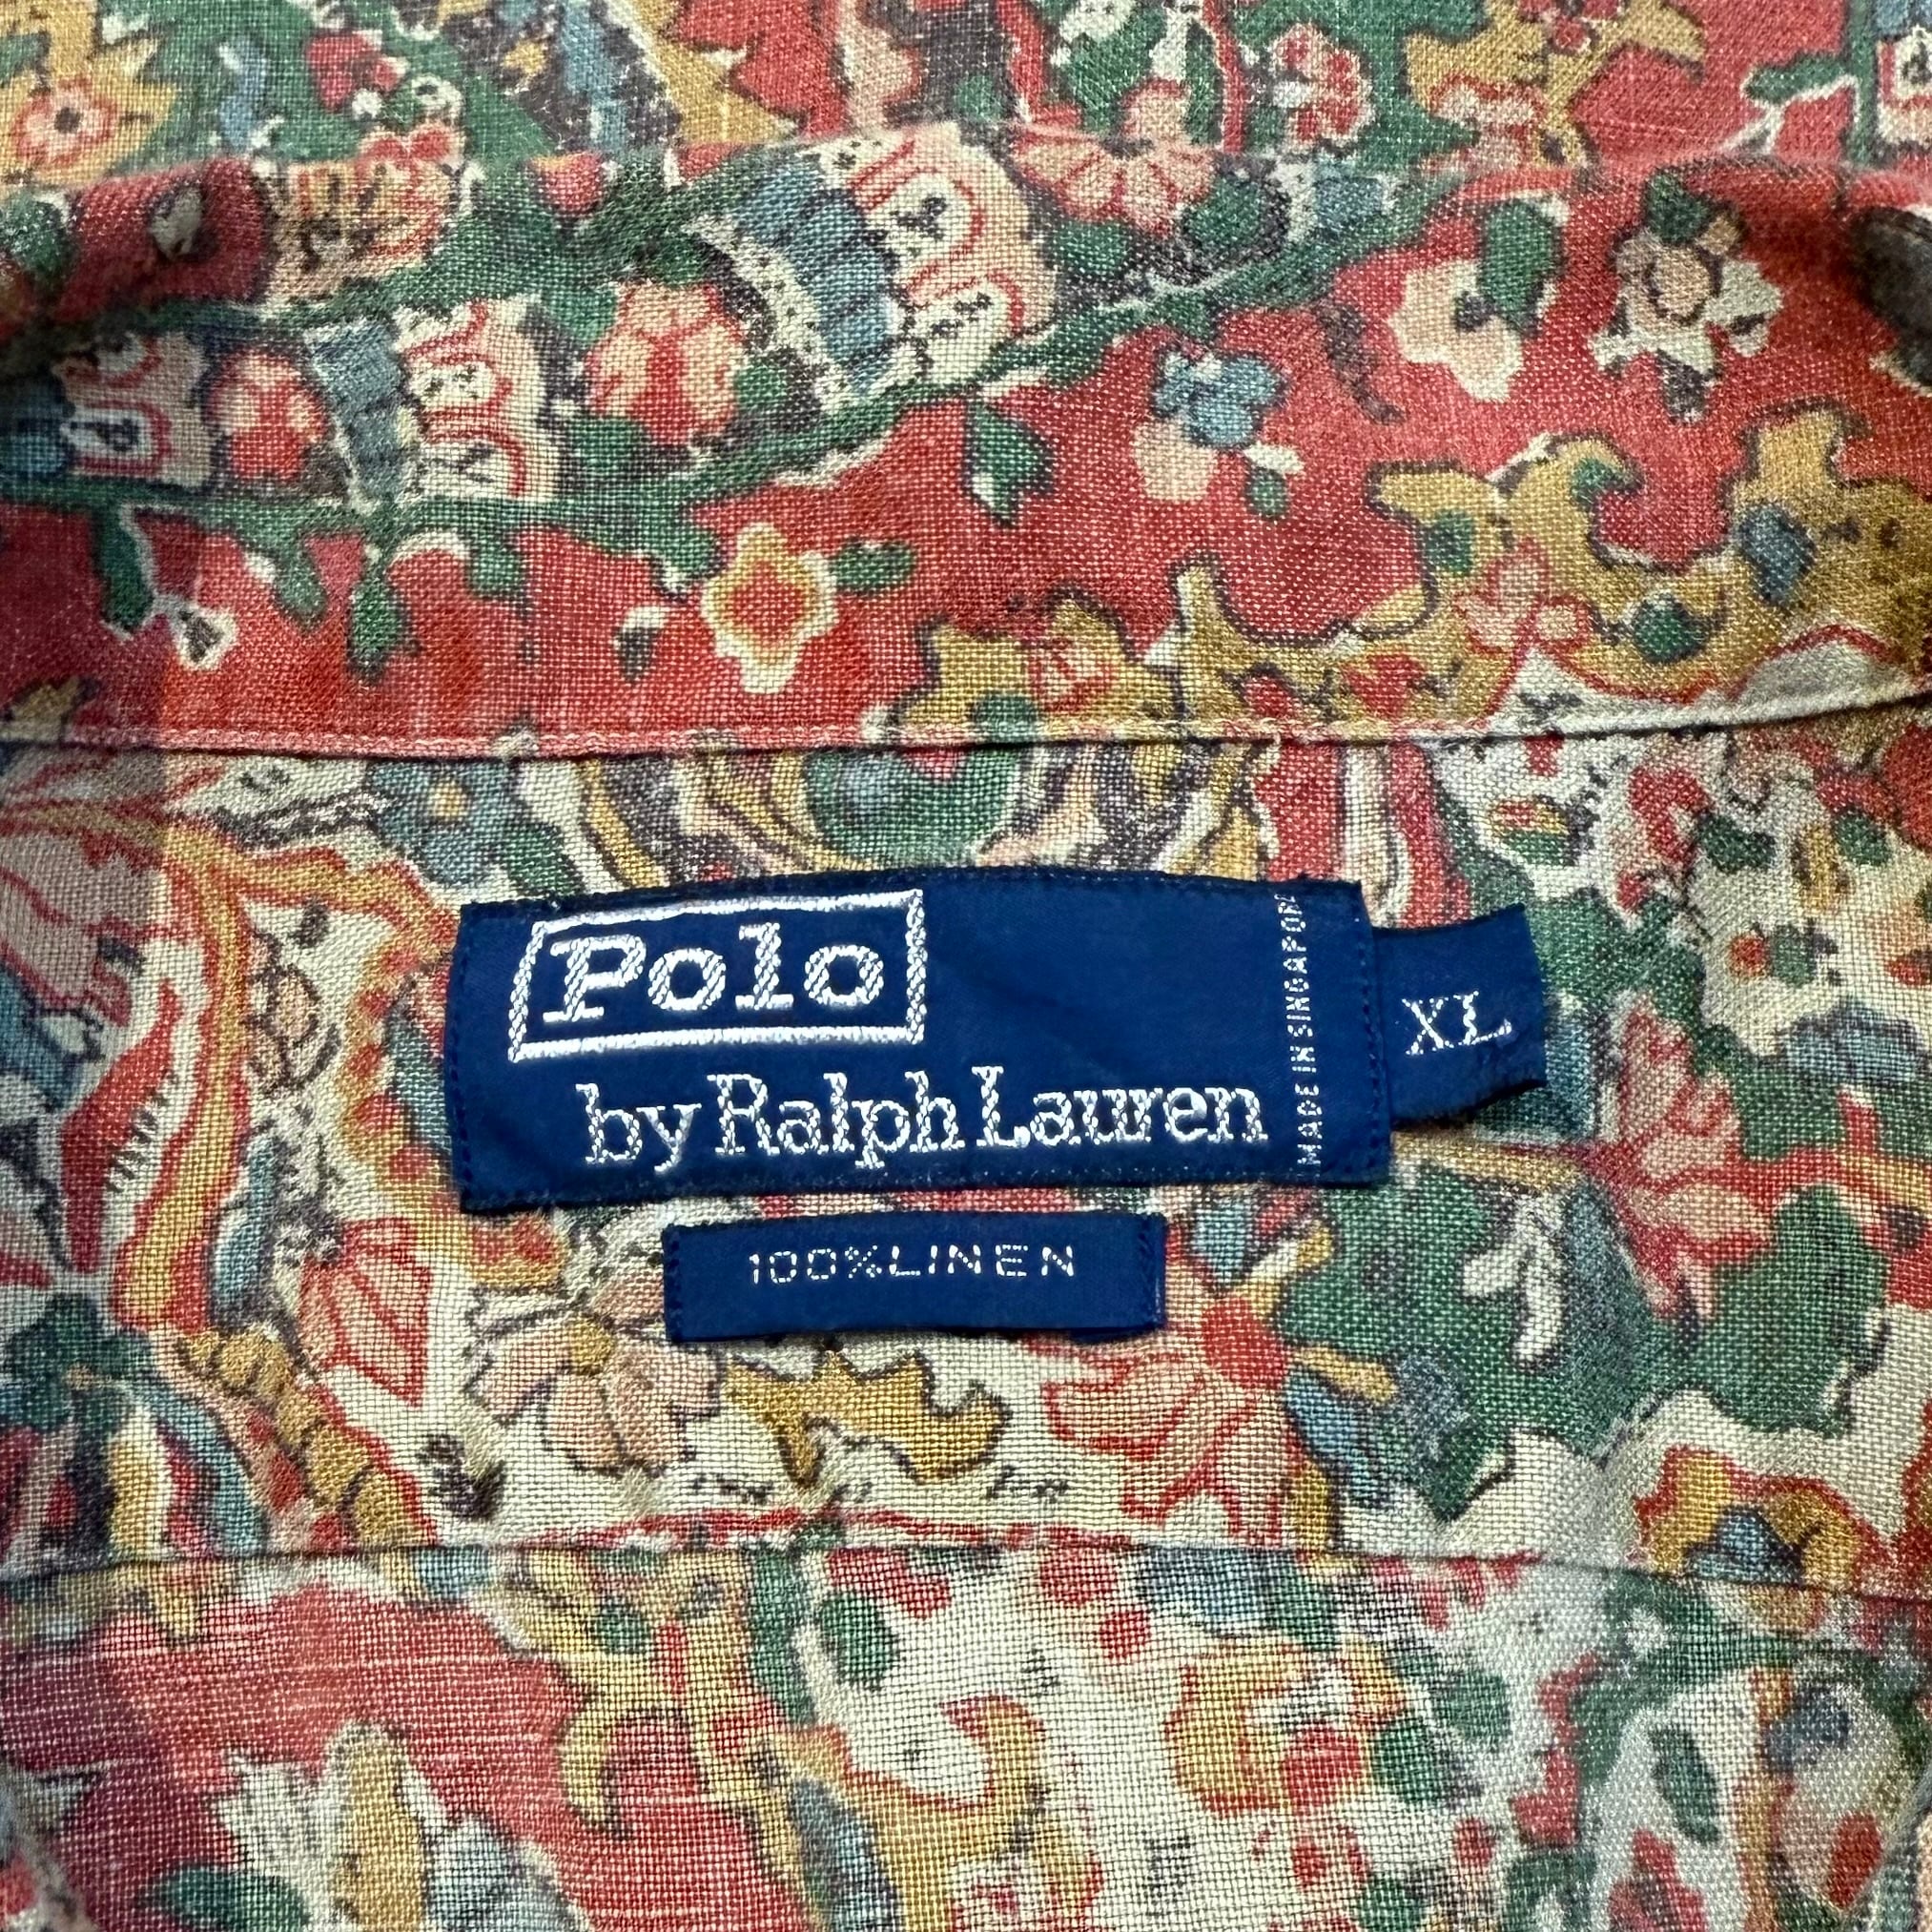 Polo
by Ralph Lauren
MADE IN SINGAPORE
XL
100% LINEN